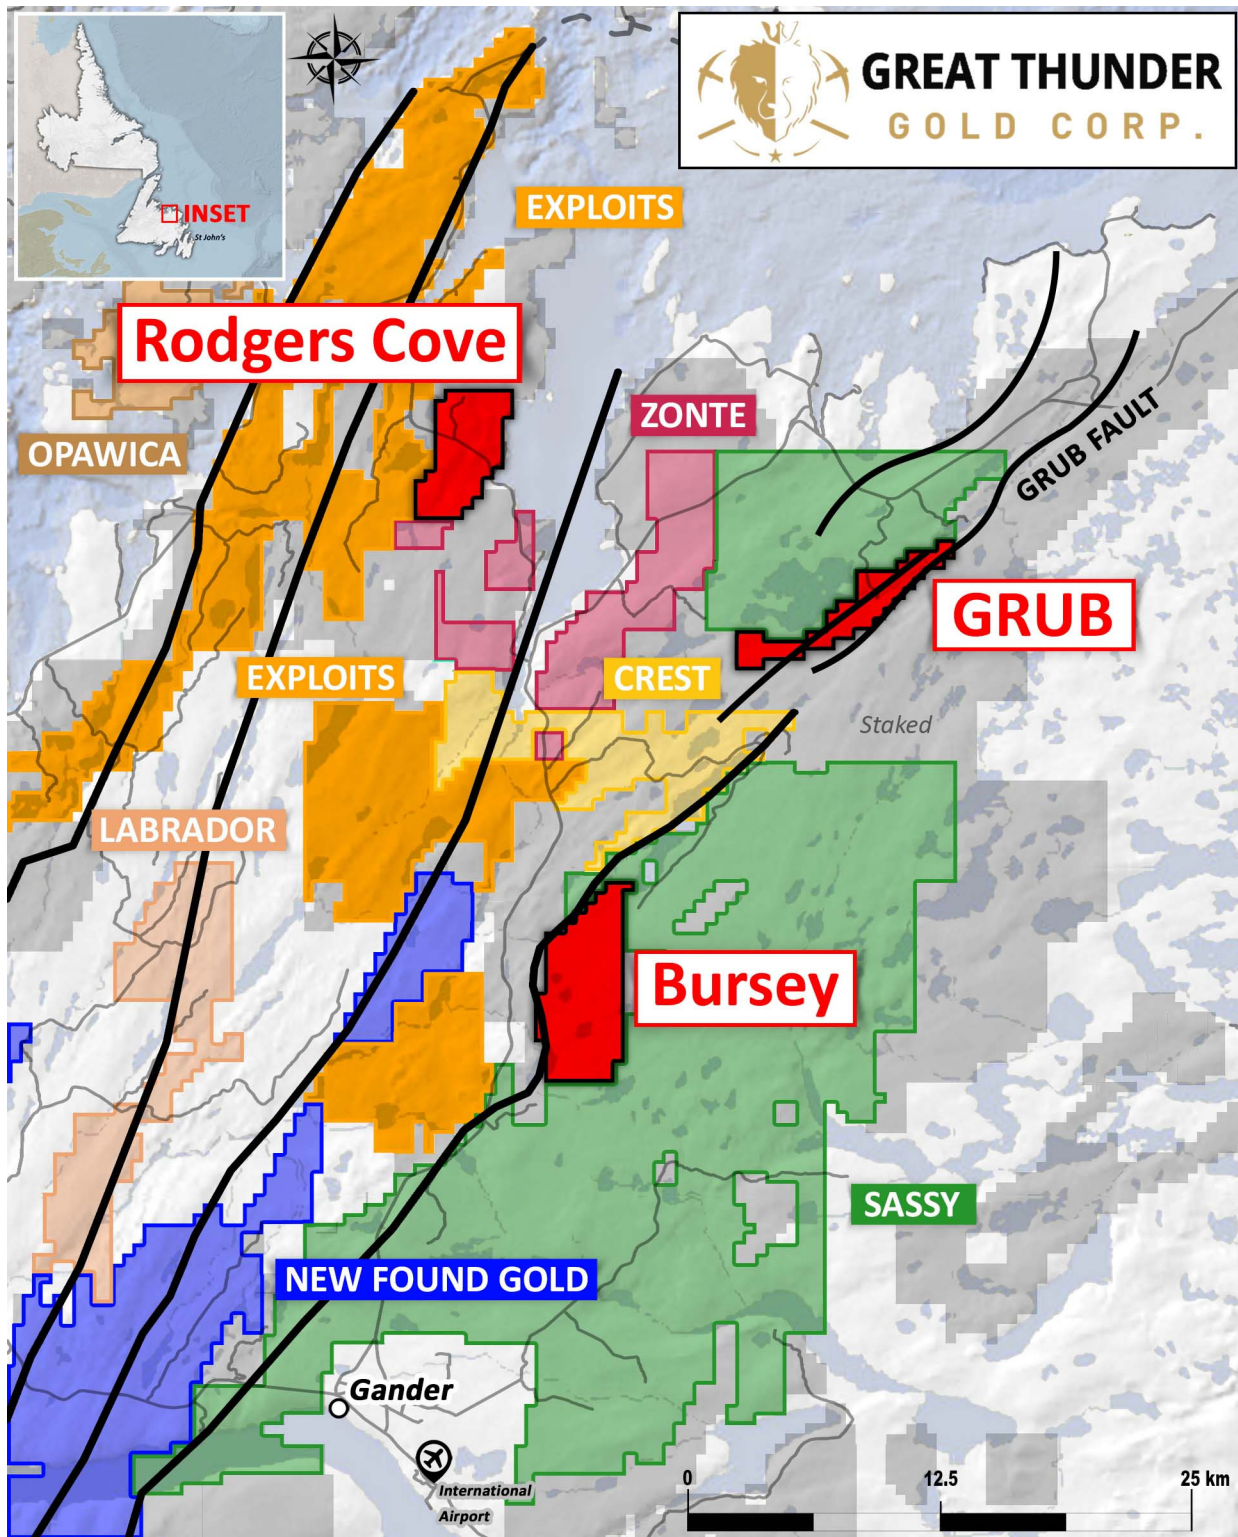 GREAT THUNDER
GOLD CORP.
INSET
St John's
EXPLOITS
Rodgers Cove
ZONTE
OPAWICA
GRUB FAULT
GRUB
EXPLOITS
CREST
Staked
LABRADOR
Bursey
SASSY
NEW FOUND GOLD
Gander
International
Airport
0 12.5 25 km